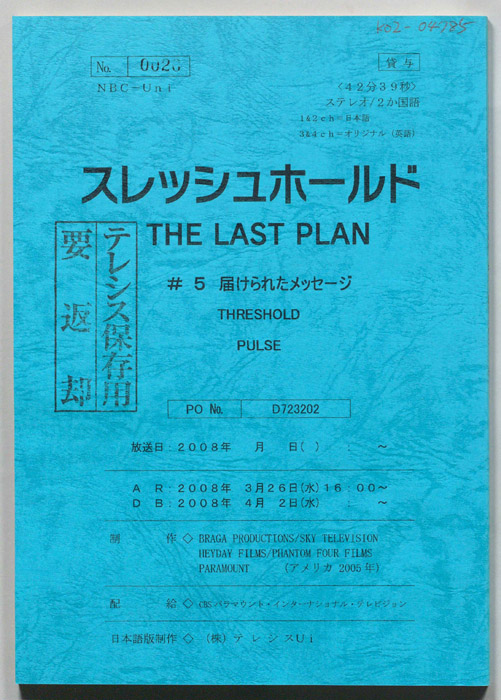 K02-04785
No. 0026
貸与
NBC-Uni
〈42分39秒〉
ステレオ/2か国語
1&2ch=日本語
3&4ch=オリジナル (英語)
スレッシュホールド
THE LAST PLAN
# 5 届けられたメッセージ
THRESHOLD
PULSE
テレシス保存用
要返却
PO No. D723202
放送日:2008年 月 日( ) : ～
AR:2008年 3月26日(水)16:00～
DB:2008年 4月 2日(水) ～
制作◇ BRAGA PRODUCTIONS/SKY TELEVISION
HEYDAY FILMS/PHANTOM FOUR FILMS
PARAMOUNT (アメリカ 2005年)
配給◇ CBSパラマウント・インターナショナル・テレビジョン
日本語版制作 ◇ (株)テレシスUi